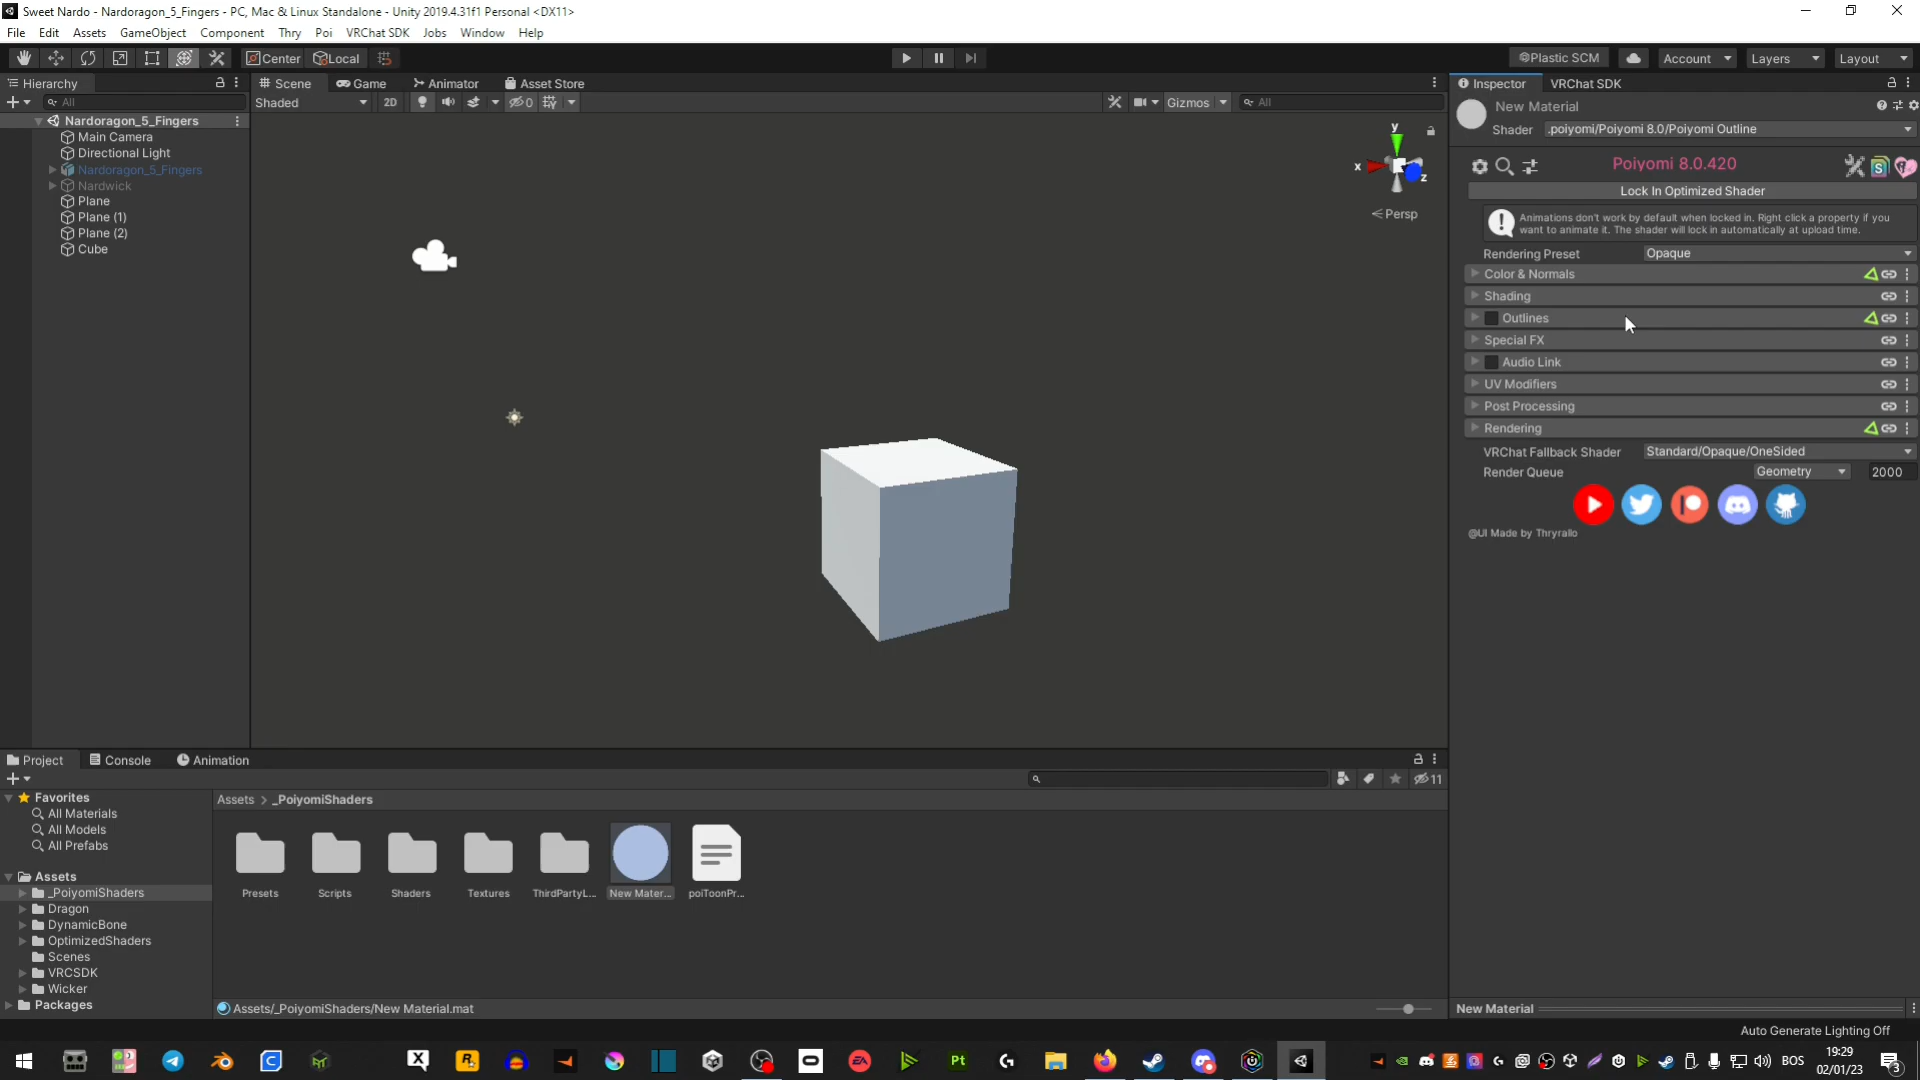 Sweet Nardo - Nardoragon_5_Fingers - PC, Mac & Linux Standalone - Unity 2019.4.31f1 Personal <DX11>
File Edit Assets GameObject Component Thry Poi VRChat SDK Jobs Window Help
Center Local Plastic SCM Account Layers Layout
Hierarchy
All
Nardoragon_5_Fingers
Main Camera
Directional Light
Nardoragon_5_Fingers
Nardwick
Plane
Plane (1)
Plane (2)
Cube
Scene Game Animator Asset Store
Shaded 2D 0 Gizmos All
y
x
z
Persp
Inspector VRChat SDK
New Material
Shader .poiyomi/Poiyomi 8.0/Poiyomi Outline
Poiyomi 8.0.420
Lock In Optimized Shader
Animations don't work by default when locked in. Right click a property if you
want to animate it. The shader will lock in automatically at upload time.
Rendering Preset Opaque
Color & Normals
Shading
Outlines
Special FX
Audio Link
UV Modifiers
Post Processing
Rendering
VRChat Fallback Shader Standard/Opaque/OneSided
Render Queue Geometry 2000
@UI Made by Thryrallo
Project Console Animation
11
Favorites
All Materials
All Models
All Prefabs
Assets
_PoiyomiShaders
Dragon
DynamicBone
OptimizedShaders
Scenes
VRCSDK
Wicker
Packages
Assets > _PoiyomiShaders
Presets Scripts Shaders Textures ThirdPartyL... New Mater... poiToonPr...
Assets/_PoiyomiShaders/New Material.mat
New Material
Auto Generate Lighting Off
X R EA Pt G
BOS
19:29
02/01/23
3